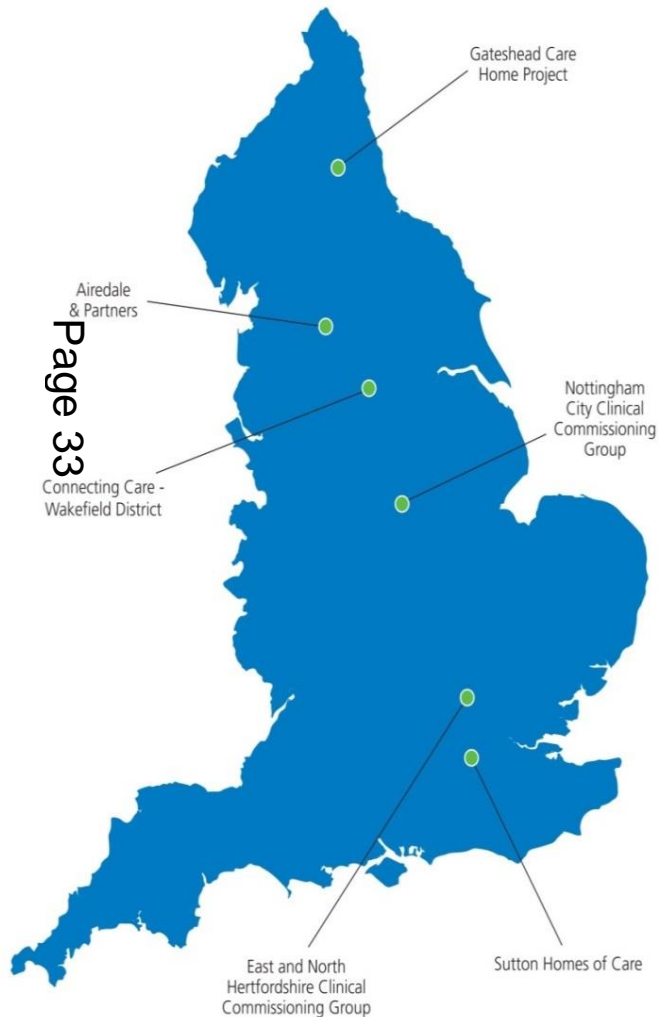 Gateshead Care
Home Project
Airedale
& Partners
Page 33
Nottingham
City Clinical
Commissioning
Group
Connecting Care -
Wakefield District
East and North
Hertfordshire Clinical
Commissioning Group
Sutton Homes of Care